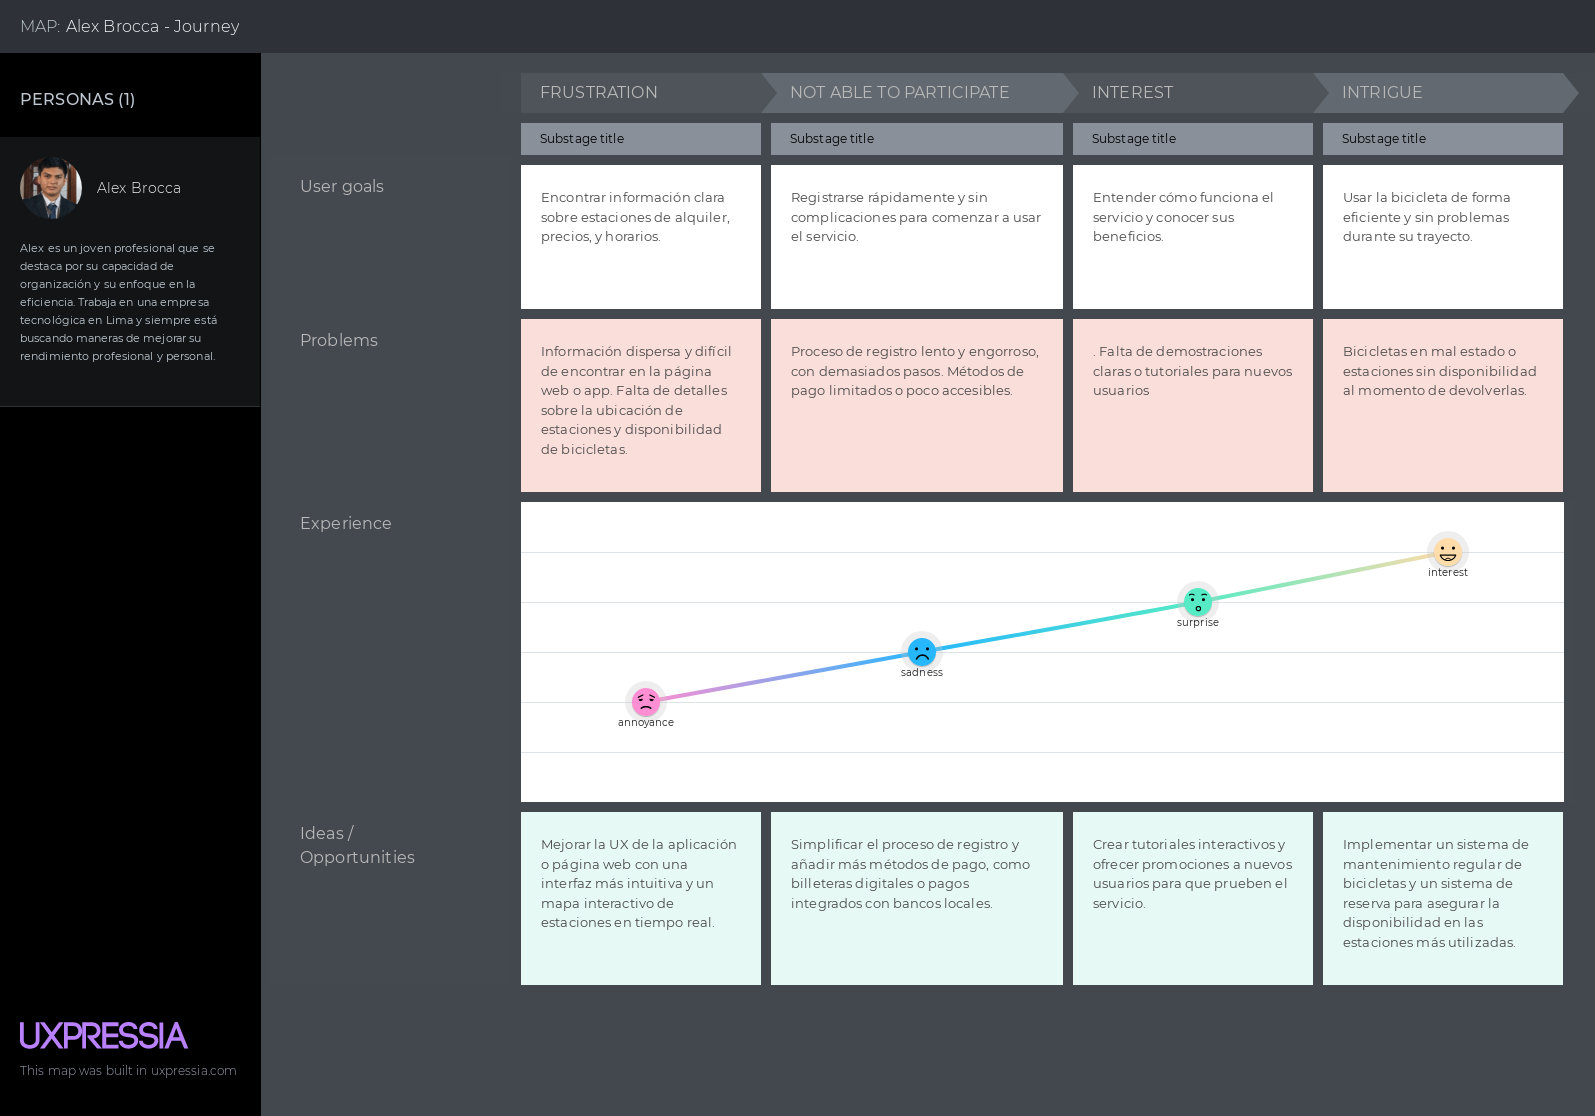 MAP: Alex Brocca - Journey
PERSONAS (1)
Alex Brocca
Alex es un joven profesional que se
destaca por su capacidad de
organización y su enfoque en la
eficiencia. Trabaja en una empresa
tecnológica en Lima y siempre está
buscando maneras de mejorar su
rendimiento profesional y personal.
FRUSTRATION
NOT ABLE TO PARTICIPATE
INTEREST
INTRIGUE
Substage title
Substage title
Substage title
Substage title
User goals
Encontrar información clara
sobre estaciones de alquiler,
precios, y horarios.
Registrarse rápidamente y sin
complicaciones para comenzar a usar
el servicio.
Entender cómo funciona el
servicio y conocer sus
beneficios.
Usar la bicicleta de forma
eficiente y sin problemas
durante su trayecto.
Problems
Información dispersa y difícil
de encontrar en la página
web o app. Falta de detalles
sobre la ubicación de
estaciones y disponibilidad
de bicicletas.
Proceso de registro lento y engorroso,
con demasiados pasos. Métodos de
pago limitados o poco accesibles.
. Falta de demostraciones
claras o tutoriales para nuevos
usuarios
Bicicletas en mal estado o
estaciones sin disponibilidad
al momento de devolverlas.
Experience
annoyance
sadness
surprise
interest
Ideas /
Opportunities
Mejorar la UX de la aplicación
o página web con una
interfaz más intuitiva y un
mapa interactivo de
estaciones en tiempo real.
Simplificar el proceso de registro y
añadir más métodos de pago, como
billeteras digitales o pagos
integrados con bancos locales.
Crear tutoriales interactivos y
ofrecer promociones a nuevos
usuarios para que prueben el
servicio.
Implementar un sistema de
mantenimiento regular de
bicicletas y un sistema de
reserva para asegurar la
disponibilidad en las
estaciones más utilizadas.
UXPRESSIA
This map was built in uxpressia.com